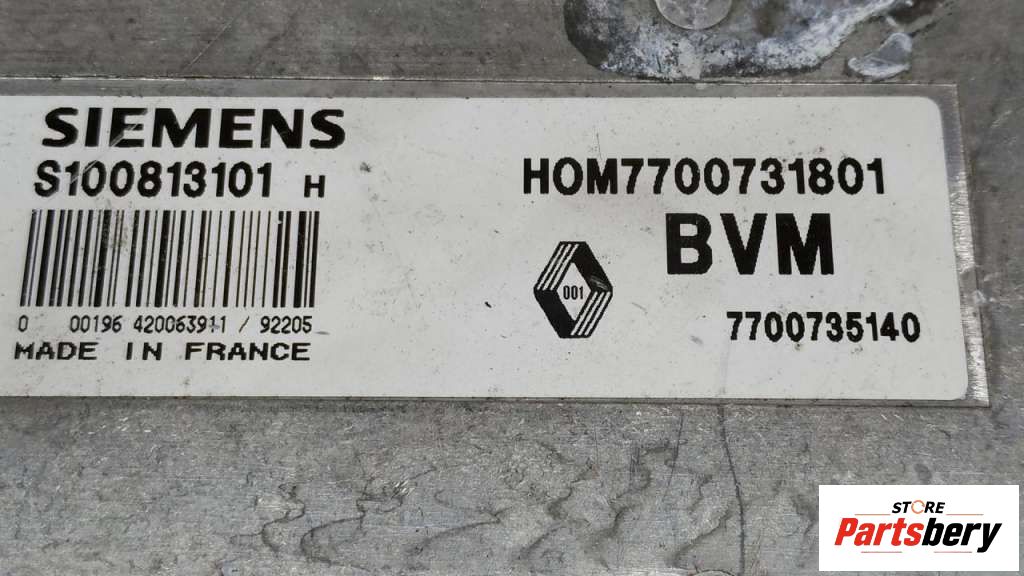 SIEMENS
S100813101 H
0 00196 420063911 / 92205
MADE IN FRANCE
HOM7700731801
BVM
001
7700735140
STORE
Partsbery